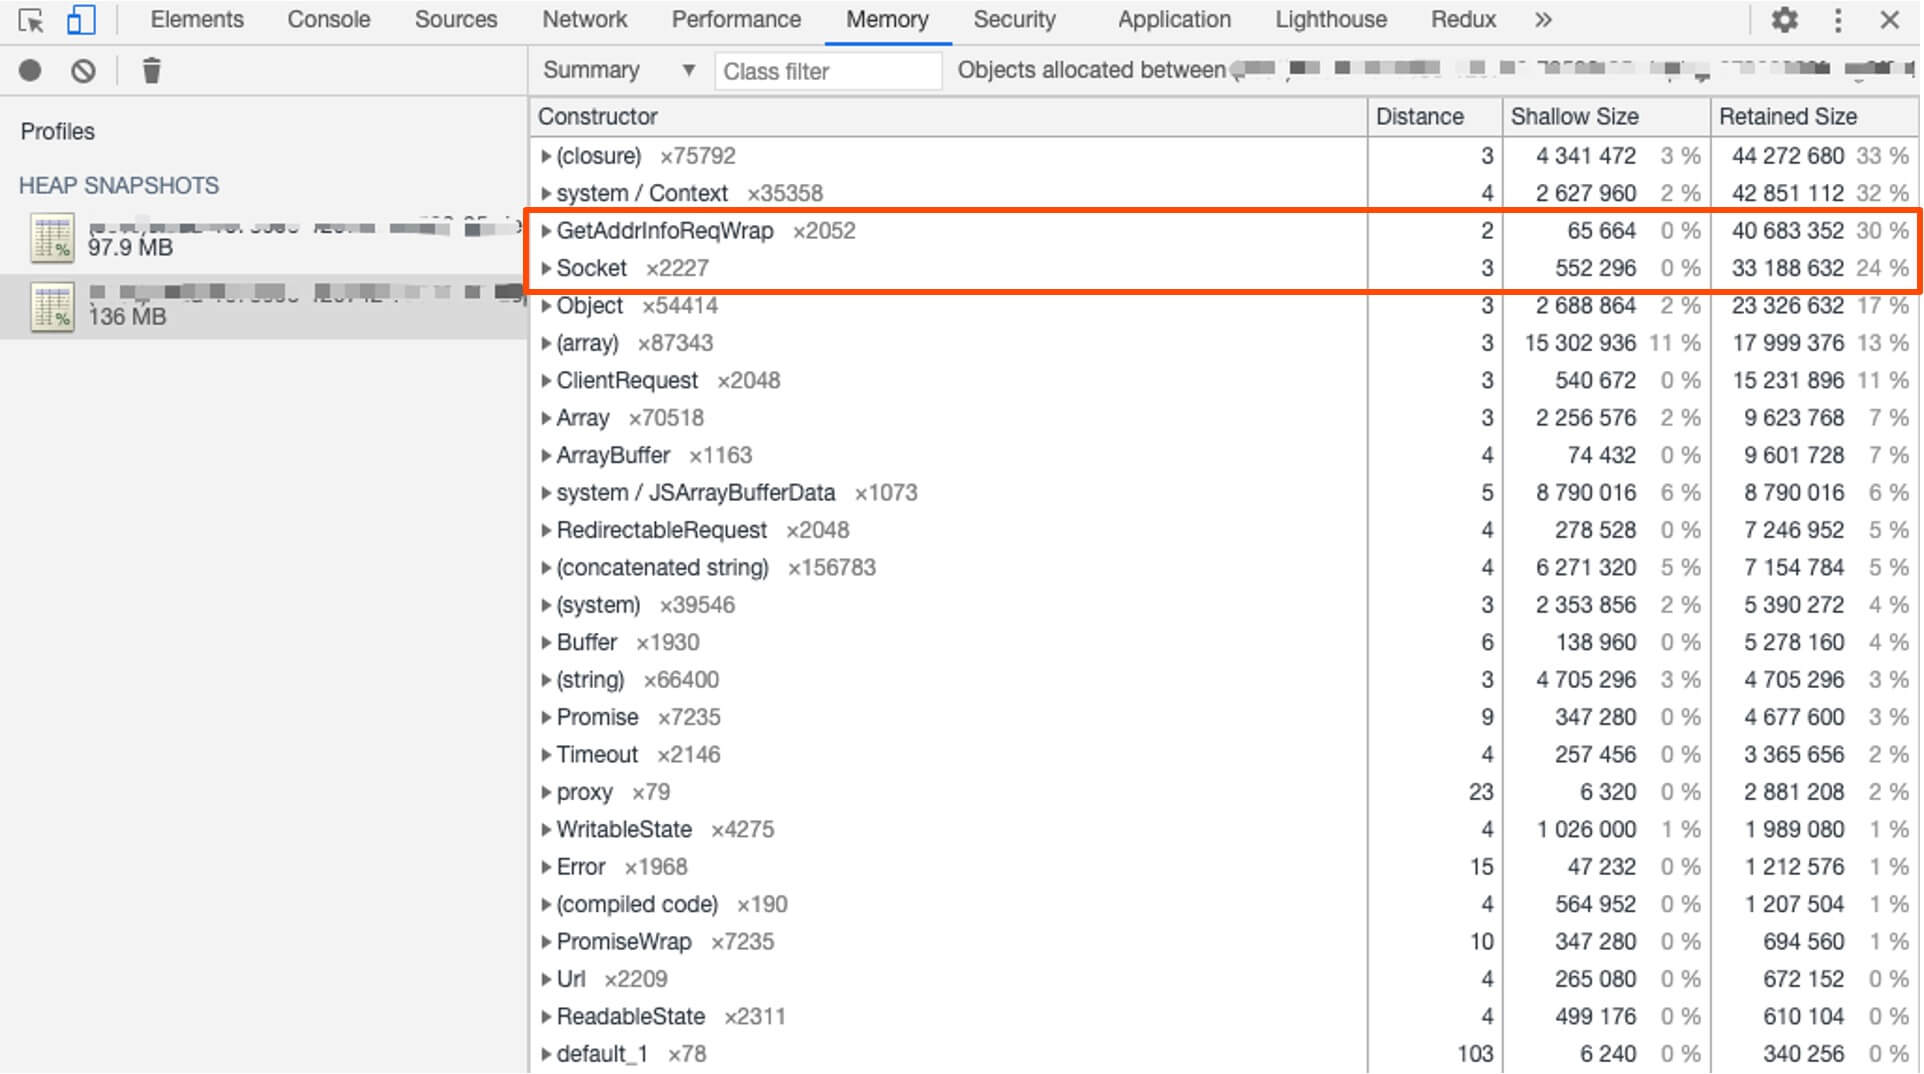 Elements Console Sources Network Performance Memory Security Application Lighthouse Redux »
Summary ▼ Class filter Objects allocated between
Profiles
HEAP SNAPSHOTS
97.9 MB
136 MB
Constructor Distance Shallow Size Retained Size
(closure) ×75792 3 4 341 472 3 % 44 272 680 33 %
system / Context ×35358 4 2 627 960 2 % 42 851 112 32 %
GetAddrInfoReqWrap ×2052 2 65 664 0 % 40 683 352 30 %
Socket ×2227 3 552 296 0 % 33 188 632 24 %
Object ×54414 3 2 688 864 2 % 23 326 632 17 %
(array) ×87343 3 15 302 936 11 % 17 999 376 13 %
ClientRequest ×2048 3 540 672 0 % 15 231 896 11 %
Array ×70518 3 2 256 576 2 % 9 623 768 7 %
ArrayBuffer ×1163 4 74 432 0 % 9 601 728 7 %
system / JSArrayBufferData ×1073 5 8 790 016 6 % 8 790 016 6 %
RedirectableRequest ×2048 4 278 528 0 % 7 246 952 5 %
(concatenated string) ×156783 4 6 271 320 5 % 7 154 784 5 %
(system) ×39546 3 2 353 856 2 % 5 390 272 4 %
Buffer ×1930 6 138 960 0 % 5 278 160 4 %
(string) ×66400 3 4 705 296 3 % 4 705 296 3 %
Promise ×7235 9 347 280 0 % 4 677 600 3 %
Timeout ×2146 4 257 456 0 % 3 365 656 2 %
proxy ×79 23 6 320 0 % 2 881 208 2 %
WritableState ×4275 4 1 026 000 1 % 1 989 080 1 %
Error ×1968 15 47 232 0 % 1 212 576 1 %
(compiled code) ×190 4 564 952 0 % 1 207 504 1 %
PromiseWrap ×7235 10 347 280 0 % 694 560 1 %
Url ×2209 4 265 080 0 % 672 152 0 %
ReadableState ×2311 4 499 176 0 % 610 104 0 %
default_1 ×78 103 6 240 0 % 340 256 0 %